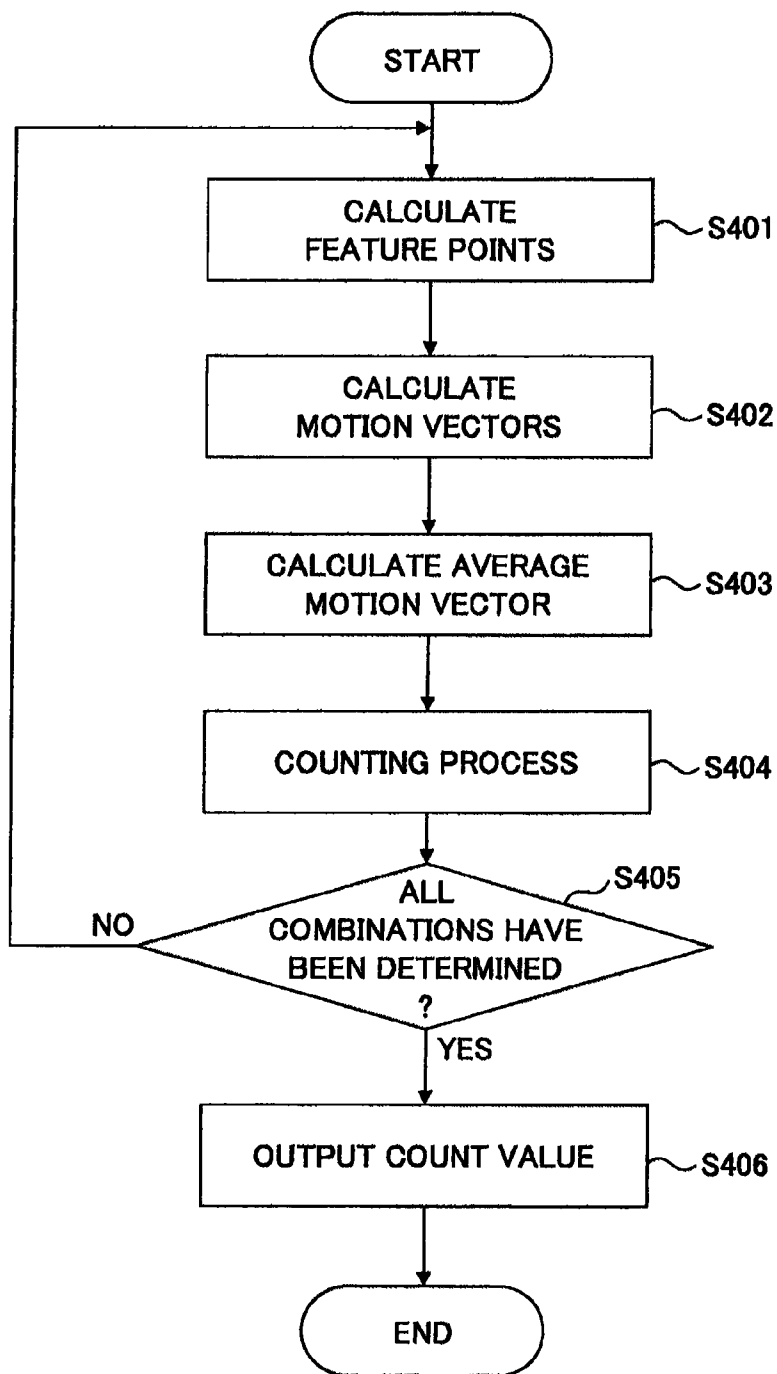 START
CALCULATE
FEATURE POINTS
S401
CALCULATE
MOTION VECTORS
S402
CALCULATE AVERAGE
MOTION VECTOR
S403
COUNTING PROCESS
S404
S405
ALL
COMBINATIONS HAVE
BEEN DETERMINED
?
NO
YES
OUTPUT COUNT VALUE
S406
END